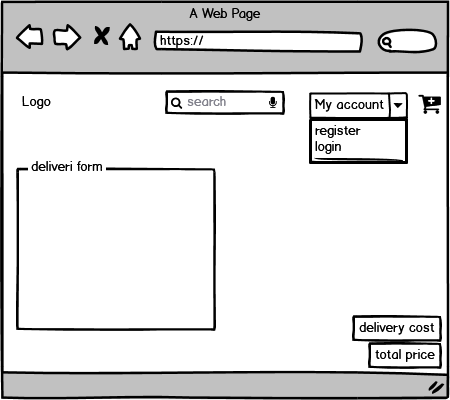 A Web Page
https://
Logo
search
My account
register
login
deliveri form
delivery cost
total price